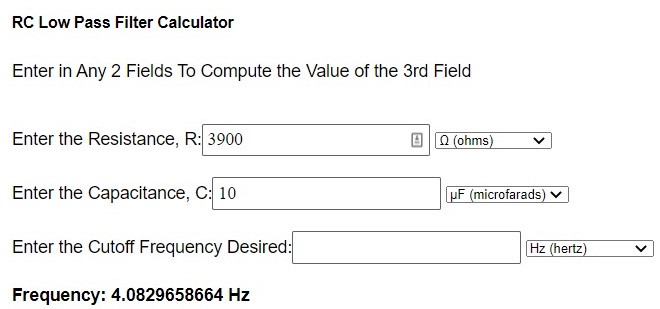 RC Low Pass Filter Calculator
Enter in Any 2 Fields To Compute the Value of the 3rd Field
Enter the Resistance, R: 3900 Ω (ohms)
Enter the Capacitance, C: 10 μF (microfarads)
Enter the Cutoff Frequency Desired: Hz (hertz)
Frequency: 4.0829658664 Hz